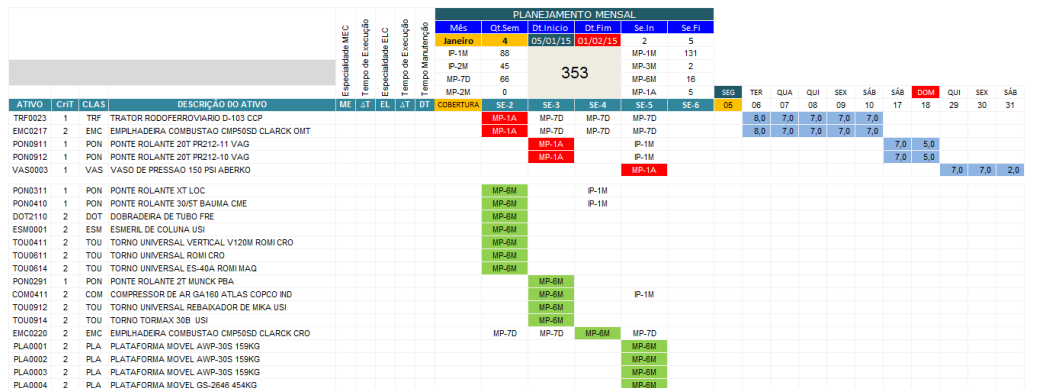 PLANEJAMENTO MENSAL
Mês Qt.Sem Dt.Inicio Dt.Fim Se.In Se.Fi
Janeiro 4 05/01/15 01/02/15 2 5
IP-1M 88 353 MP-1M 131
IP-2M 45 MP-3M 2
MP-7D 66 MP-6M 16
MP-2M 0 MP-1A 5 SEG TER QUA QUI SEX SÁB SÁB DOM QUI SEX SÁB
Especialidade MEC
Tempo de Execução
Especialidade ELC
Tempo de Execução
Tempo Manutenção
ATIVO CriT CLAS DESCRIÇÃO DO ATIVO ME ΔT EL ΔT DT COBERTURA SE-2 SE-3 SE-4 SE-5 SE-6 05 06 07 08 09 10 17 18 29 30 31
TRF0023 1 TRF TRATOR RODOFERROVIARIO D-103 CCP MP-1A MP-7D MP-7D MP-7D 8,0 7,0 7,0 7,0 7,0
EMC0217 2 EMC EMPILHADEIRA COMBUSTAO CMP50SD CLARCK OMT MP-1A MP-7D MP-7D MP-7D 8,0 7,0 7,0 7,0 7,0
PON0911 1 PON PONTE ROLANTE 20T PR212-11 VAG MP-1A IP-1M 7,0 5,0
PON0912 1 PON PONTE ROLANTE 20T PR212-10 VAG MP-1A IP-1M 7,0 5,0
VAS0003 1 VAS VASO DE PRESSAO 150 PSI ABERKO MP-1A 7,0 7,0 2,0
PON0311 1 PON PONTE ROLANTE XT LOC MP-6M IP-1M
PON0410 1 PON PONTE ROLANTE 30/5T BAUMA CME MP-6M IP-1M
DOT2110 2 DOT DOBRADEIRA DE TUBO FRE MP-6M
ESM0001 2 ESM ESMERIL DE COLUNA USI MP-6M
TOU0411 2 TOU TORNO UNIVERSAL VERTICAL V120M ROMI CRO MP-6M
TOU0611 2 TOU TORNO UNIVERSAL ROMI CRO MP-6M
TOU0614 2 TOU TORNO UNIVERSAL ES-40A ROMI MAQ MP-6M
PON0291 1 PON PONTE ROLANTE 2T MUNCK PBA MP-6M
COM0411 2 COM COMPRESSOR DE AR GA160 ATLAS COPCO IND MP-6M IP-1M
TOU0912 2 TOU TORNO UNIVERSAL REBAIXADOR DE MIKA USI MP-6M
TOU0914 2 TOU TORNO TORMAX 30B USI MP-6M
EMC0220 2 EMC EMPILHADEIRA COMBUSTAO CMP50SD CLARCK CRO MP-7D MP-7D MP-6M MP-7D
PLA0001 2 PLA PLATAFORMA MOVEL AWP-30S 159KG MP-6M
PLA0002 2 PLA PLATAFORMA MOVEL AWP-30S 159KG MP-6M
PLA0003 2 PLA PLATAFORMA MOVEL AWP-30S 159KG MP-6M
PLA0004 2 PLA PLATAFORMA MOVEL GS-2646 454KG MP-6M